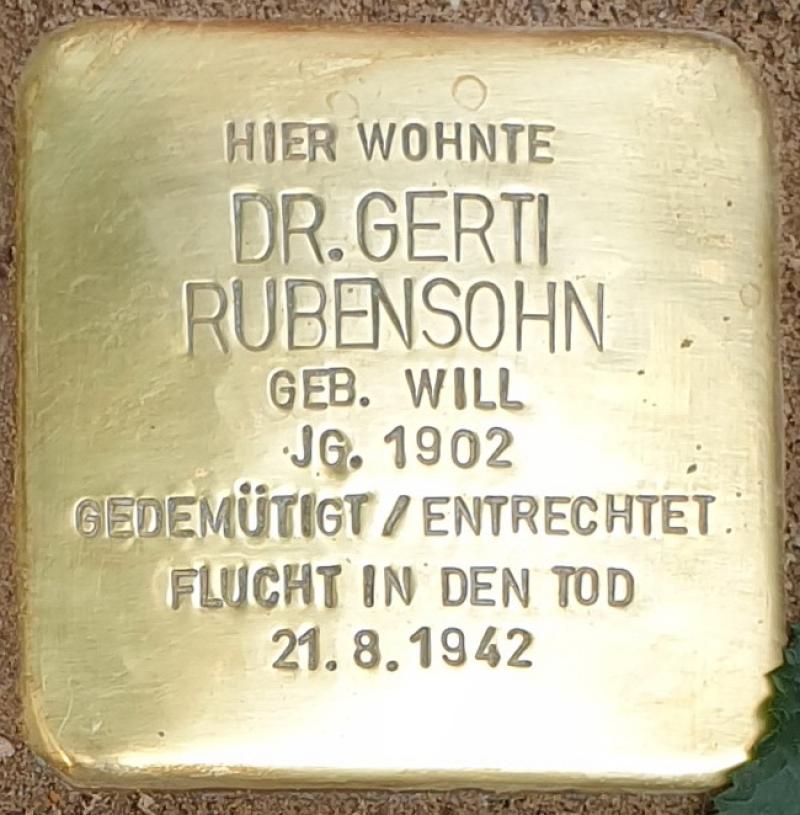 HIER WOHNTE
DR. GERTI
RUBENSOHN
GEB. WILL
JG. 1902
GEDEMÜTIGT / ENTRECHTET
FLUCHT IN DEN TOD
21.8.1942